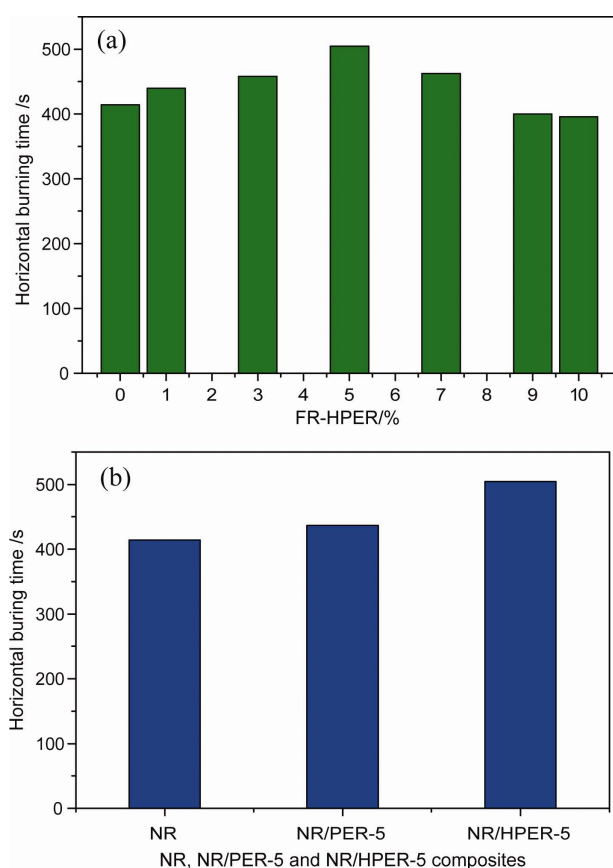 (a)
Horizontal burning time /s
500
400
300
200
100
0
0 1 2 3 4 5 6 7 8 9 10
FR-HPER/%
(b)
Horizontal buring time /s
500
400
300
200
100
0
NR NR/PER-5 NR/HPER-5
NR, NR/PER-5 and NR/HPER-5 composites